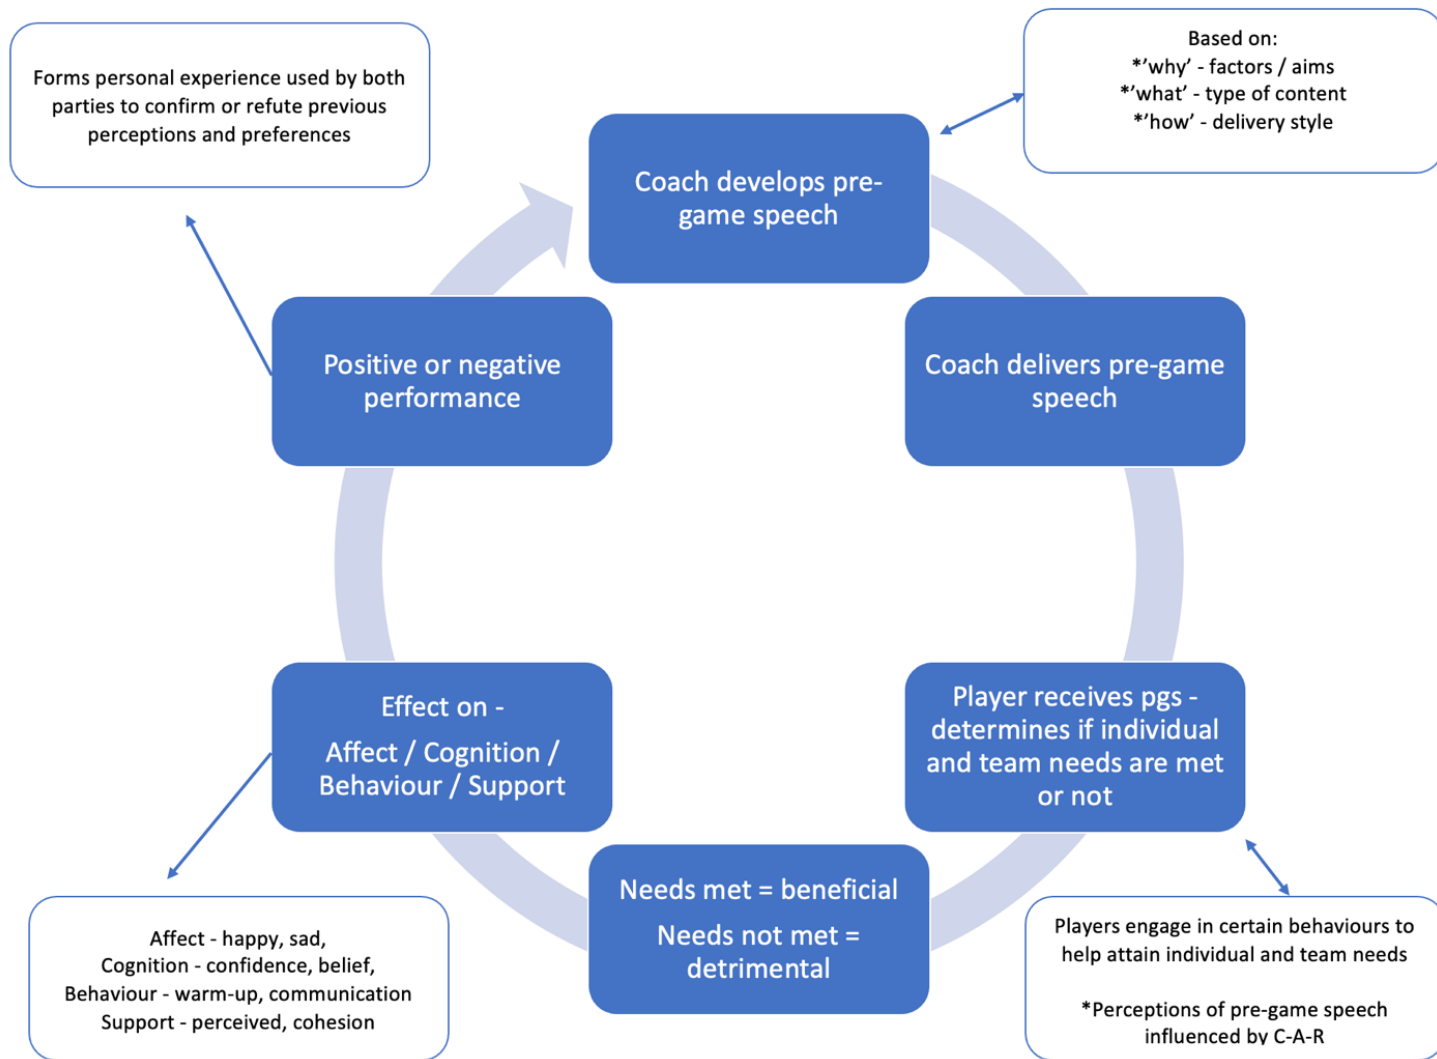 Forms personal experience used by both
parties to confirm or refute previous
perceptions and preferences
Based on:
*’why’ - factors / aims
*’what’ - type of content
*’how’ - delivery style
Coach develops pre-
game speech
Coach delivers pre-game
speech
Player receives pgs -
determines if individual
and team needs are met
or not
Players engage in certain behaviours to
help attain individual and team needs
*Perceptions of pre-game speech
influenced by C-A-R
Needs met = beneficial
Needs not met =
detrimental
Effect on -
Affect / Cognition /
Behaviour / Support
Affect - happy, sad,
Cognition - confidence, belief,
Behaviour - warm-up, communication
Support - perceived, cohesion
Positive or negative
performance